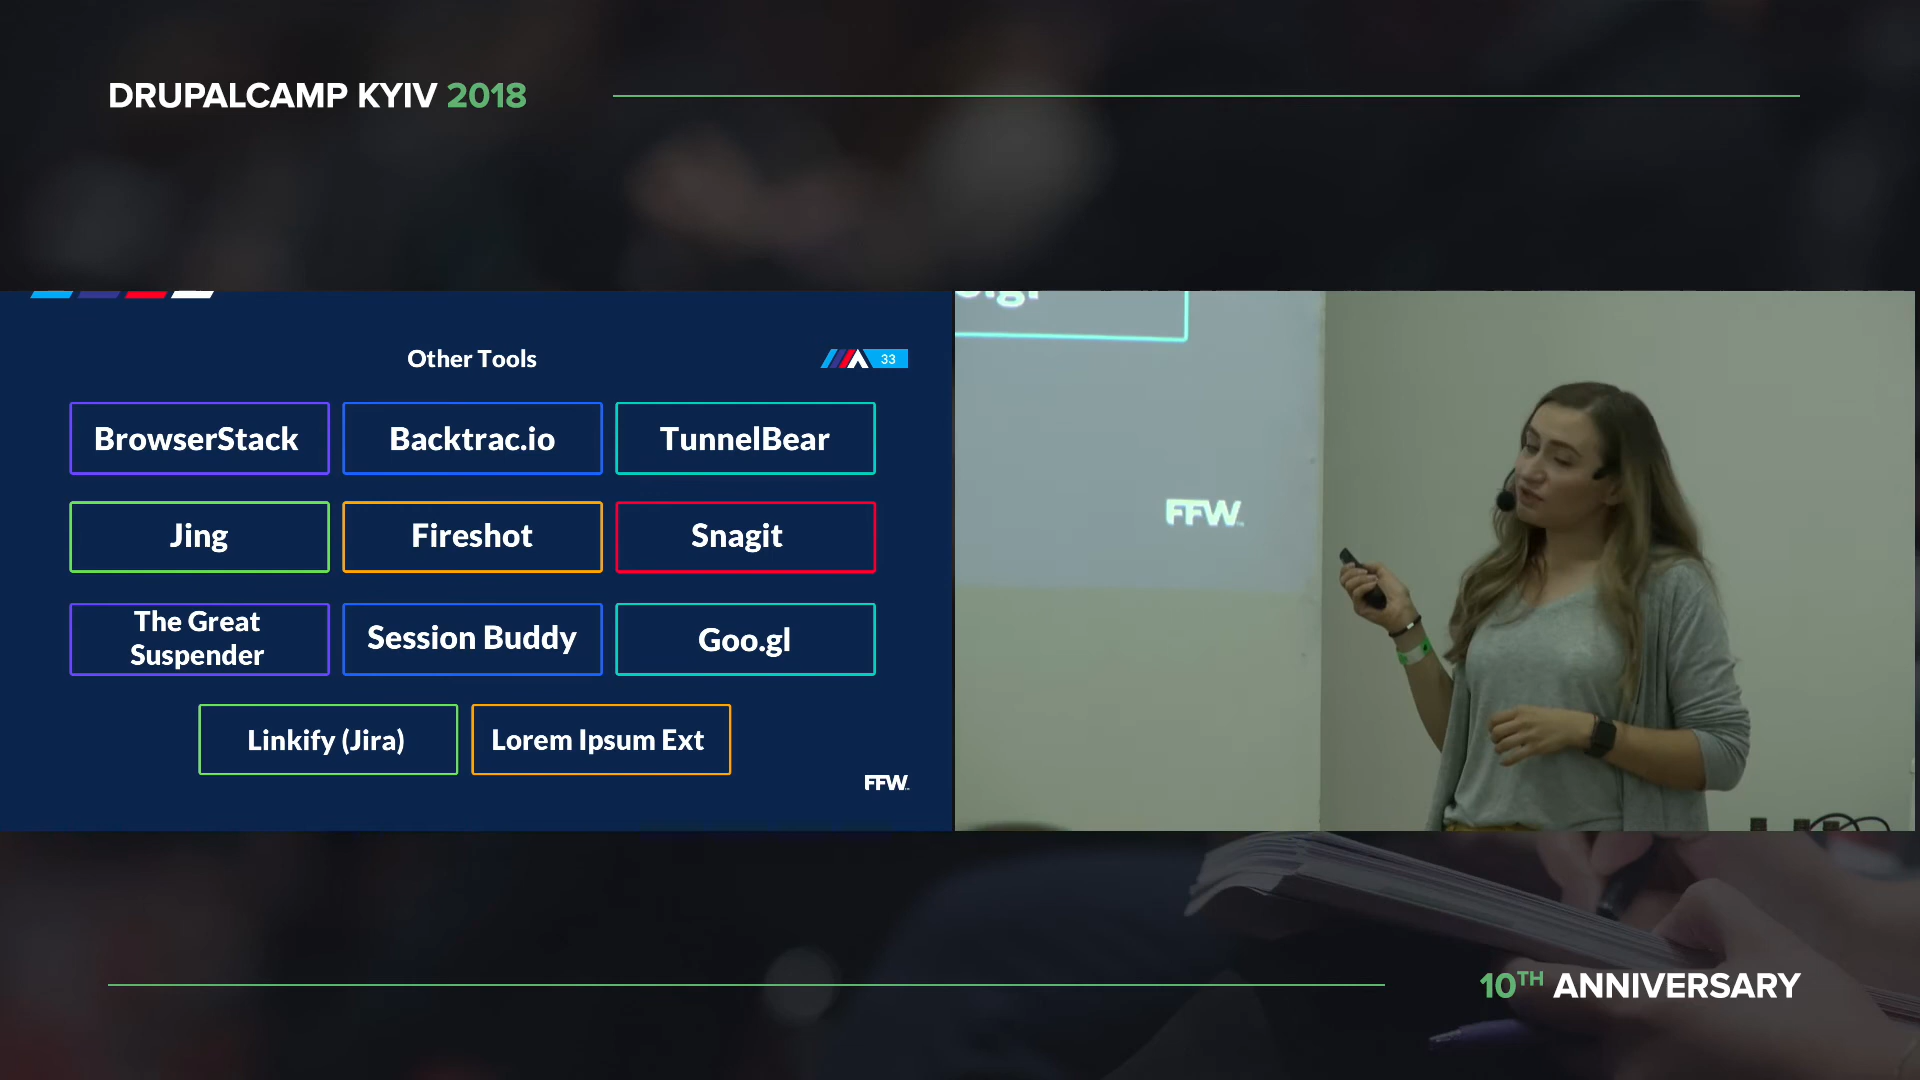 DRUPALCAMP KYIV 2018
Other Tools
33
BrowserStack
Backtrac.io
TunnelBear
Jing
Fireshot
Snagit
The Great
Suspender
Session Buddy
Goo.gl
Linkify (Jira)
Lorem Ipsum Ext
FFW
FFW
10TH ANNIVERSARY